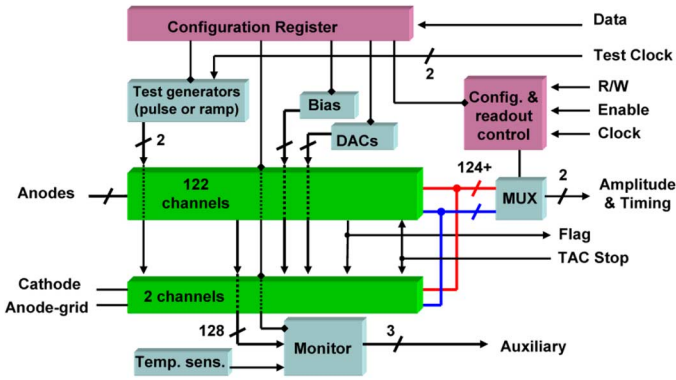 Configuration Register
Data
Test Clock
2
Test generators
(pulse or ramp)
Bias
DACs
Config. &
readout
control
R/W
Enable
Clock
2
Anodes
122
channels
124+
MUX
2
Amplitude
& Timing
Flag
TAC Stop
Cathode
Anode-grid
2 channels
128
Monitor
3
Auxiliary
Temp. sens.